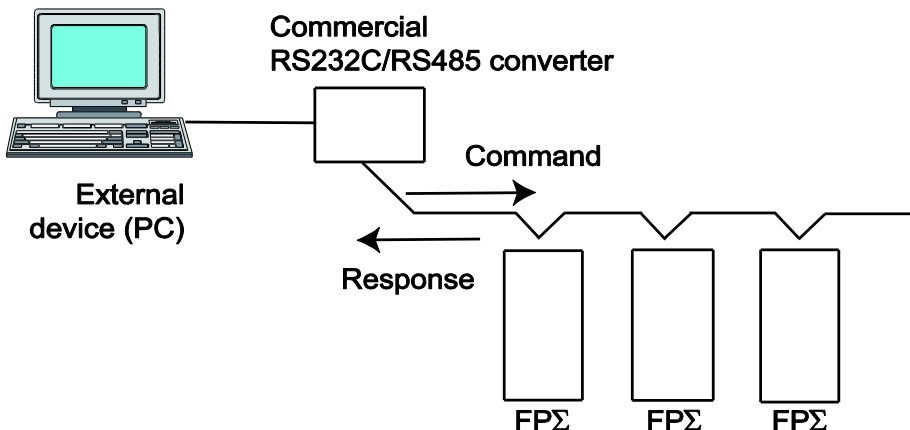 Commercial
RS232C/RS485 converter
Command
External
device (PC)
Response
FPΣ
FPΣ
FPΣ